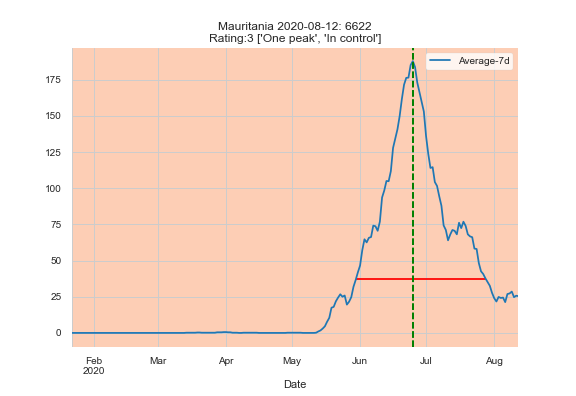 Mauritania 2020-08-12: 6622
Rating:3 ['One peak', 'In control']
Average-7d
175
150
125
100
75
50
25
0
Feb Mar Apr May Jun Jul Aug
2020
Date